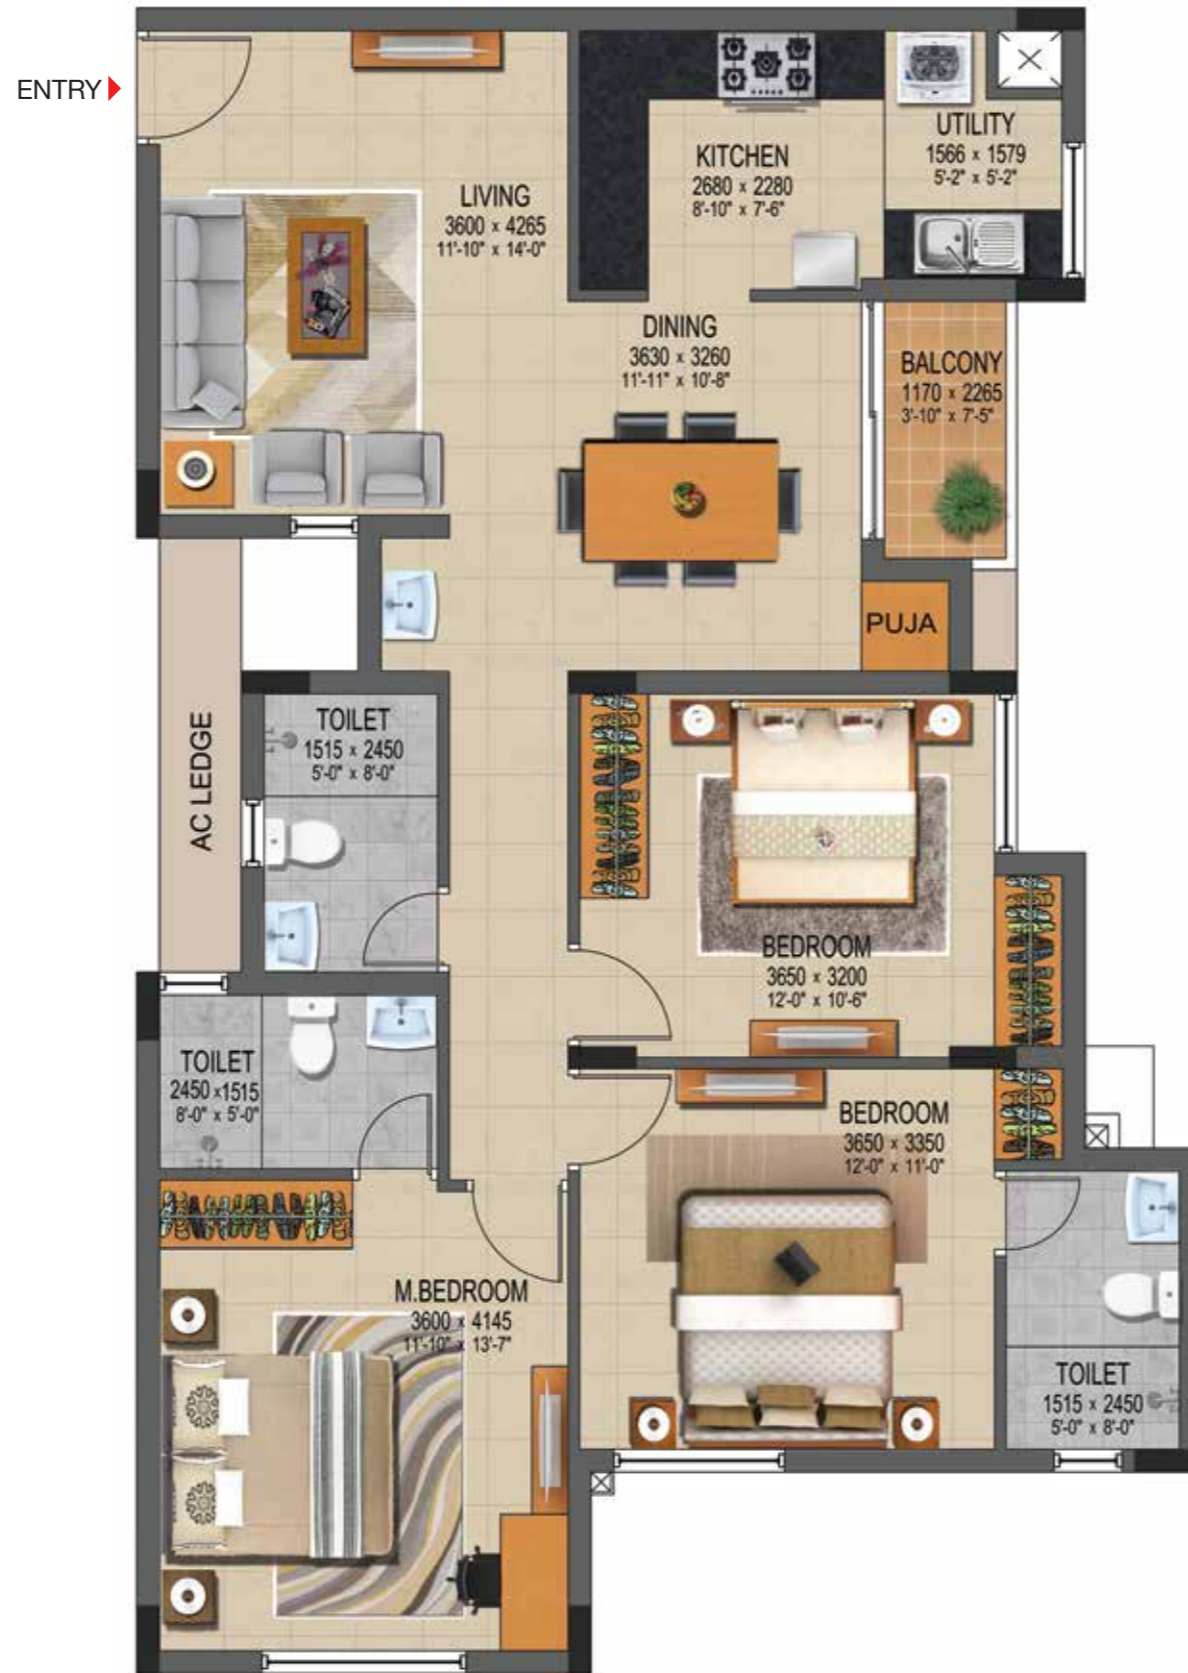 ENTRY
LIVING
3600 x 4265
11'-10" x 14'-0"
KITCHEN
2680 x 2280
8'-10" x 7'-6"
UTILITY
1566 x 1579
5'-2" x 5'-2"
DINING
3630 x 3260
11'-11" x 10'-8"
BALCONY
1170 x 2265
3'-10" x 7'-5"
PUJA
AC LEDGE
TOILET
1515 x 2450
5'-0" x 8'-0"
BEDROOM
3650 x 3200
12'-0" x 10'-6"
TOILET
2450 x1515
8'-0" x 5'-0"
BEDROOM
3650 x 3350
12'-0" x 11'-0"
M.BEDROOM
3600 x 4145
11'-10" x 13'-7"
TOILET
1515 x 2450
5'-0" x 8'-0"